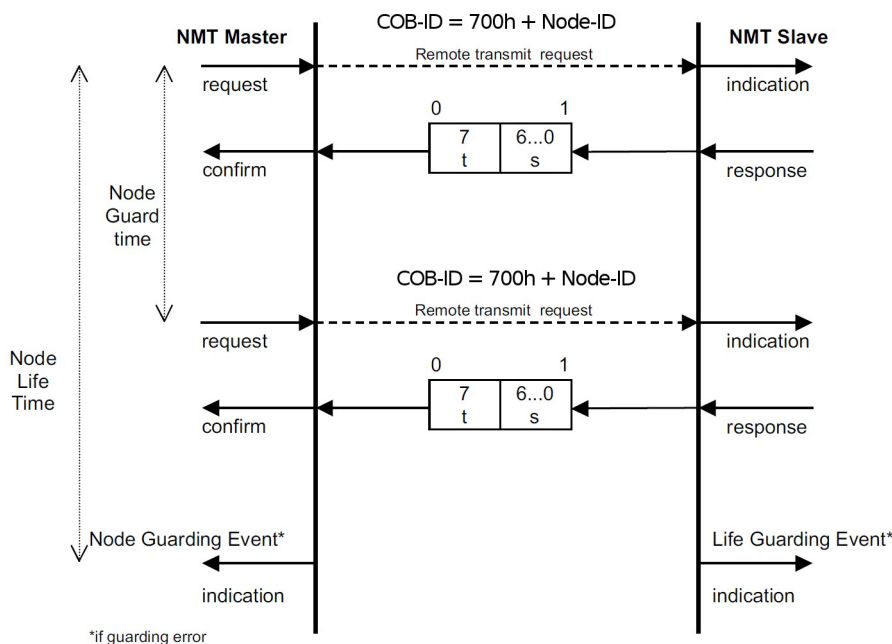 COB-ID = 700h + Node-ID
NMT Master
NMT Slave
Remote transmit request
request
indication
0 1
7 6...0
t s
confirm
response
Node
Guard
time
COB-ID = 700h + Node-ID
Remote transmit request
request
indication
Node
Life
Time
0 1
7 6...0
t s
confirm
response
Node Guarding Event*
Life Guarding Event*
indication
indication
*if guarding error